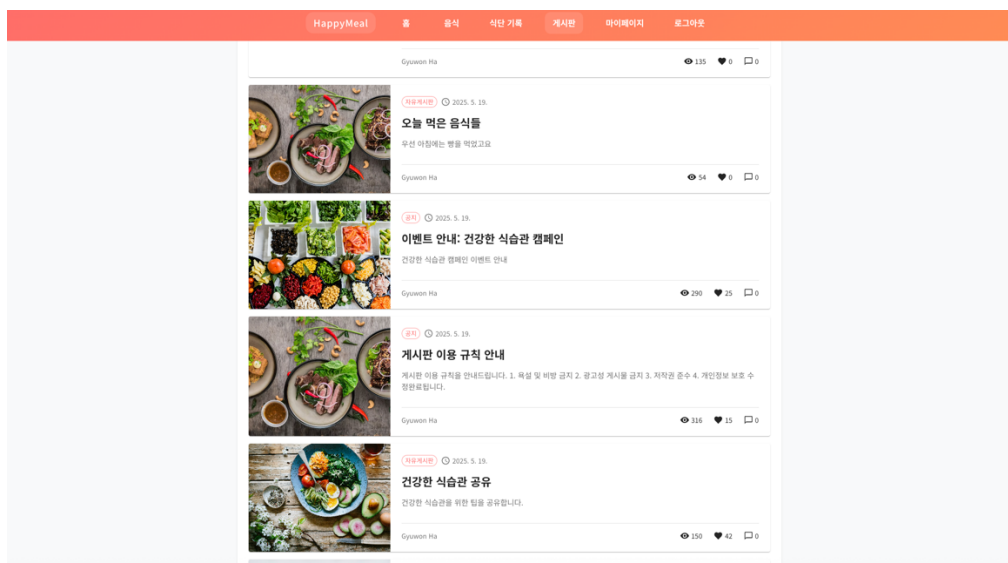 HappyMeal 홈 음식 식단 기록 게시판 마이페이지 로그아웃
Gyuwon Ha 135 0 0
자유게시판 2025. 5. 19.
오늘 먹은 음식들
우선 아침에는 빵을 먹었고요
Gyuwon Ha 54 0 0
공지 2025. 5. 19.
이벤트 안내: 건강한 식습관 캠페인
건강한 식습관 캠페인 이벤트 안내
Gyuwon Ha 290 25 0
공지 2025. 5. 19.
게시판 이용 규칙 안내
게시판 이용 규칙을 안내드립니다. 1. 욕설 및 비방 금지 2. 광고성 게시물 금지 3. 저작권 준수 4. 개인정보 보호 수
정완료됩니다.
Gyuwon Ha 316 15 0
자유게시판 2025. 5. 19.
건강한 식습관 공유
건강한 식습관을 위한 팁을 공유합니다.
Gyuwon Ha 150 42 0